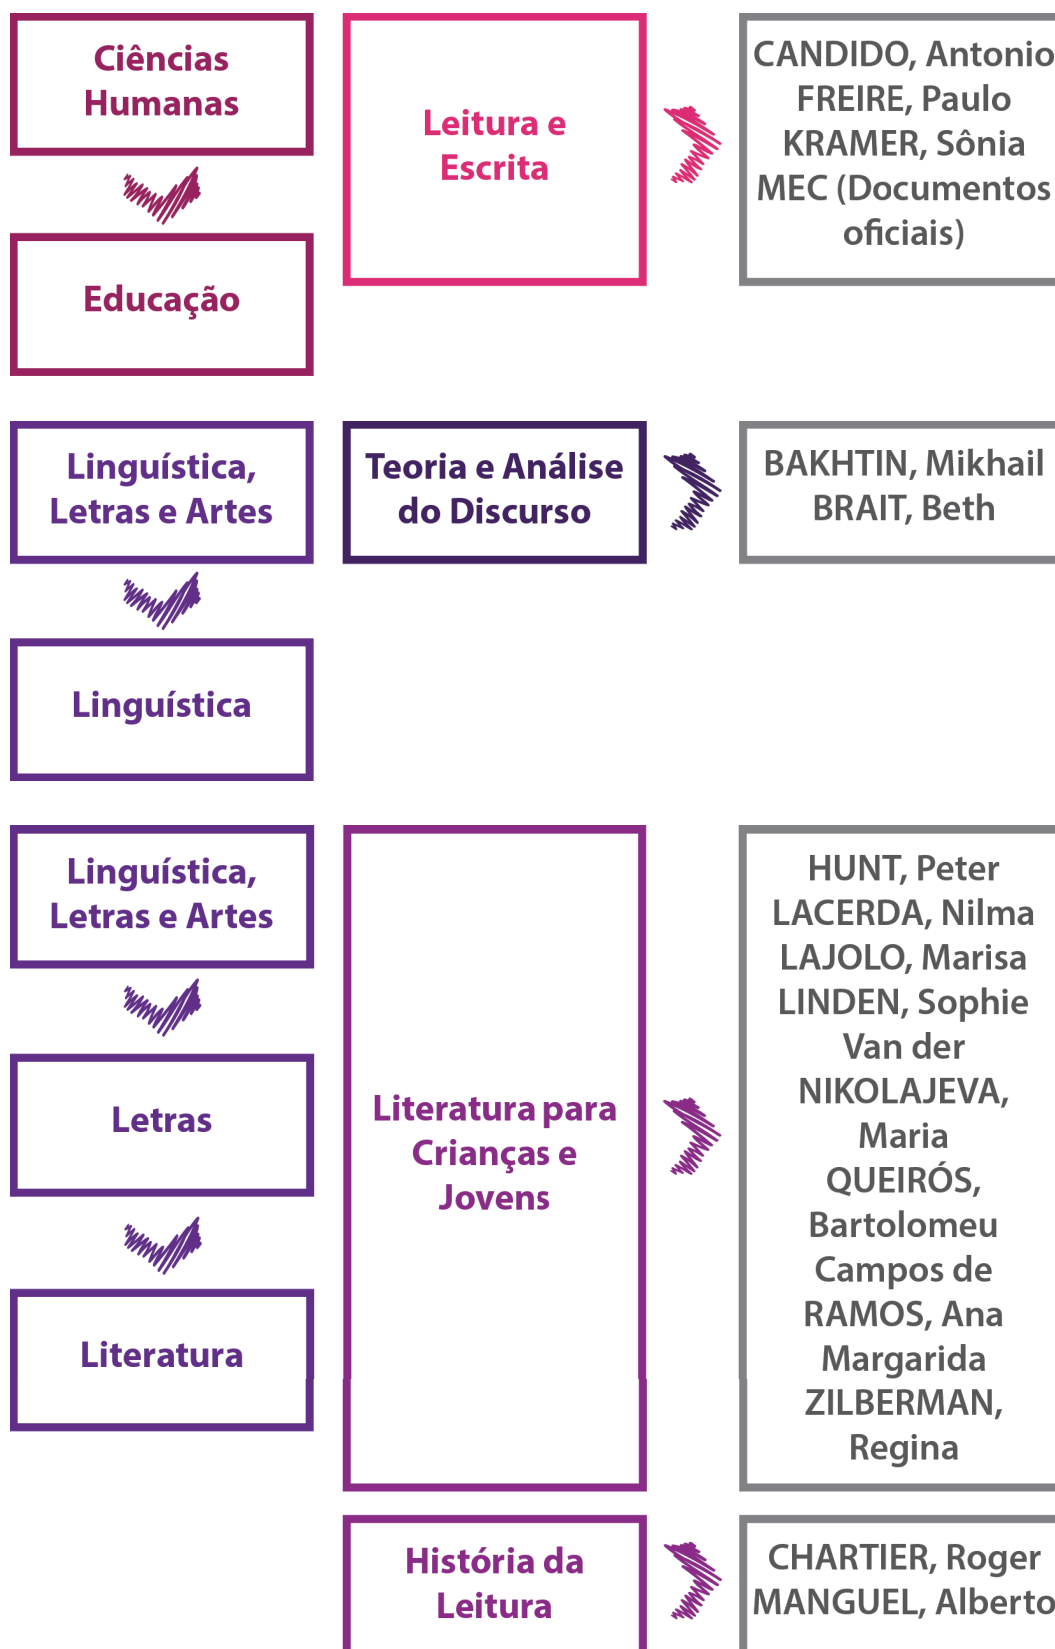 Ciências
Humanas
Educação
Leitura e
Escrita
CANDIDO, Antonio
FREIRE, Paulo
KRAMER, Sônia
MEC (Documentos
oficiais)
Linguística,
Letras e Artes
Linguística
Teoria e Análise
do Discurso
BAKHTIN, Mikhail
BRAIT, Beth
Linguística,
Letras e Artes
Letras
Literatura
Literatura para
Crianças e
Jovens
HUNT, Peter
LACERDA, Nilma
LAJOLO, Marisa
LINDEN, Sophie
Van der
NIKOLAJEVA,
Maria
QUEIRÓS,
Bartolomeu
Campos de
RAMOS, Ana
Margarida
ZILBERMAN,
Regina
História da
Leitura
CHARTIER, Roger
MANGUEL, Alberto